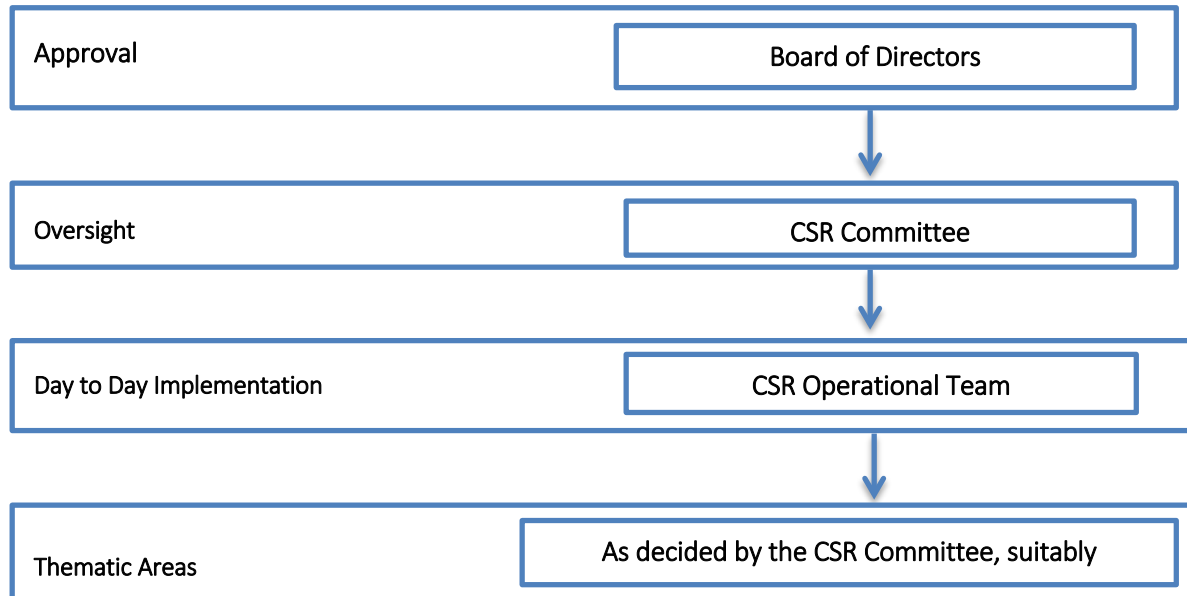 Approval
Board of Directors
Oversight
CSR Committee
Day to Day Implementation
CSR Operational Team
Thematic Areas
As decided by the CSR Committee, suitably